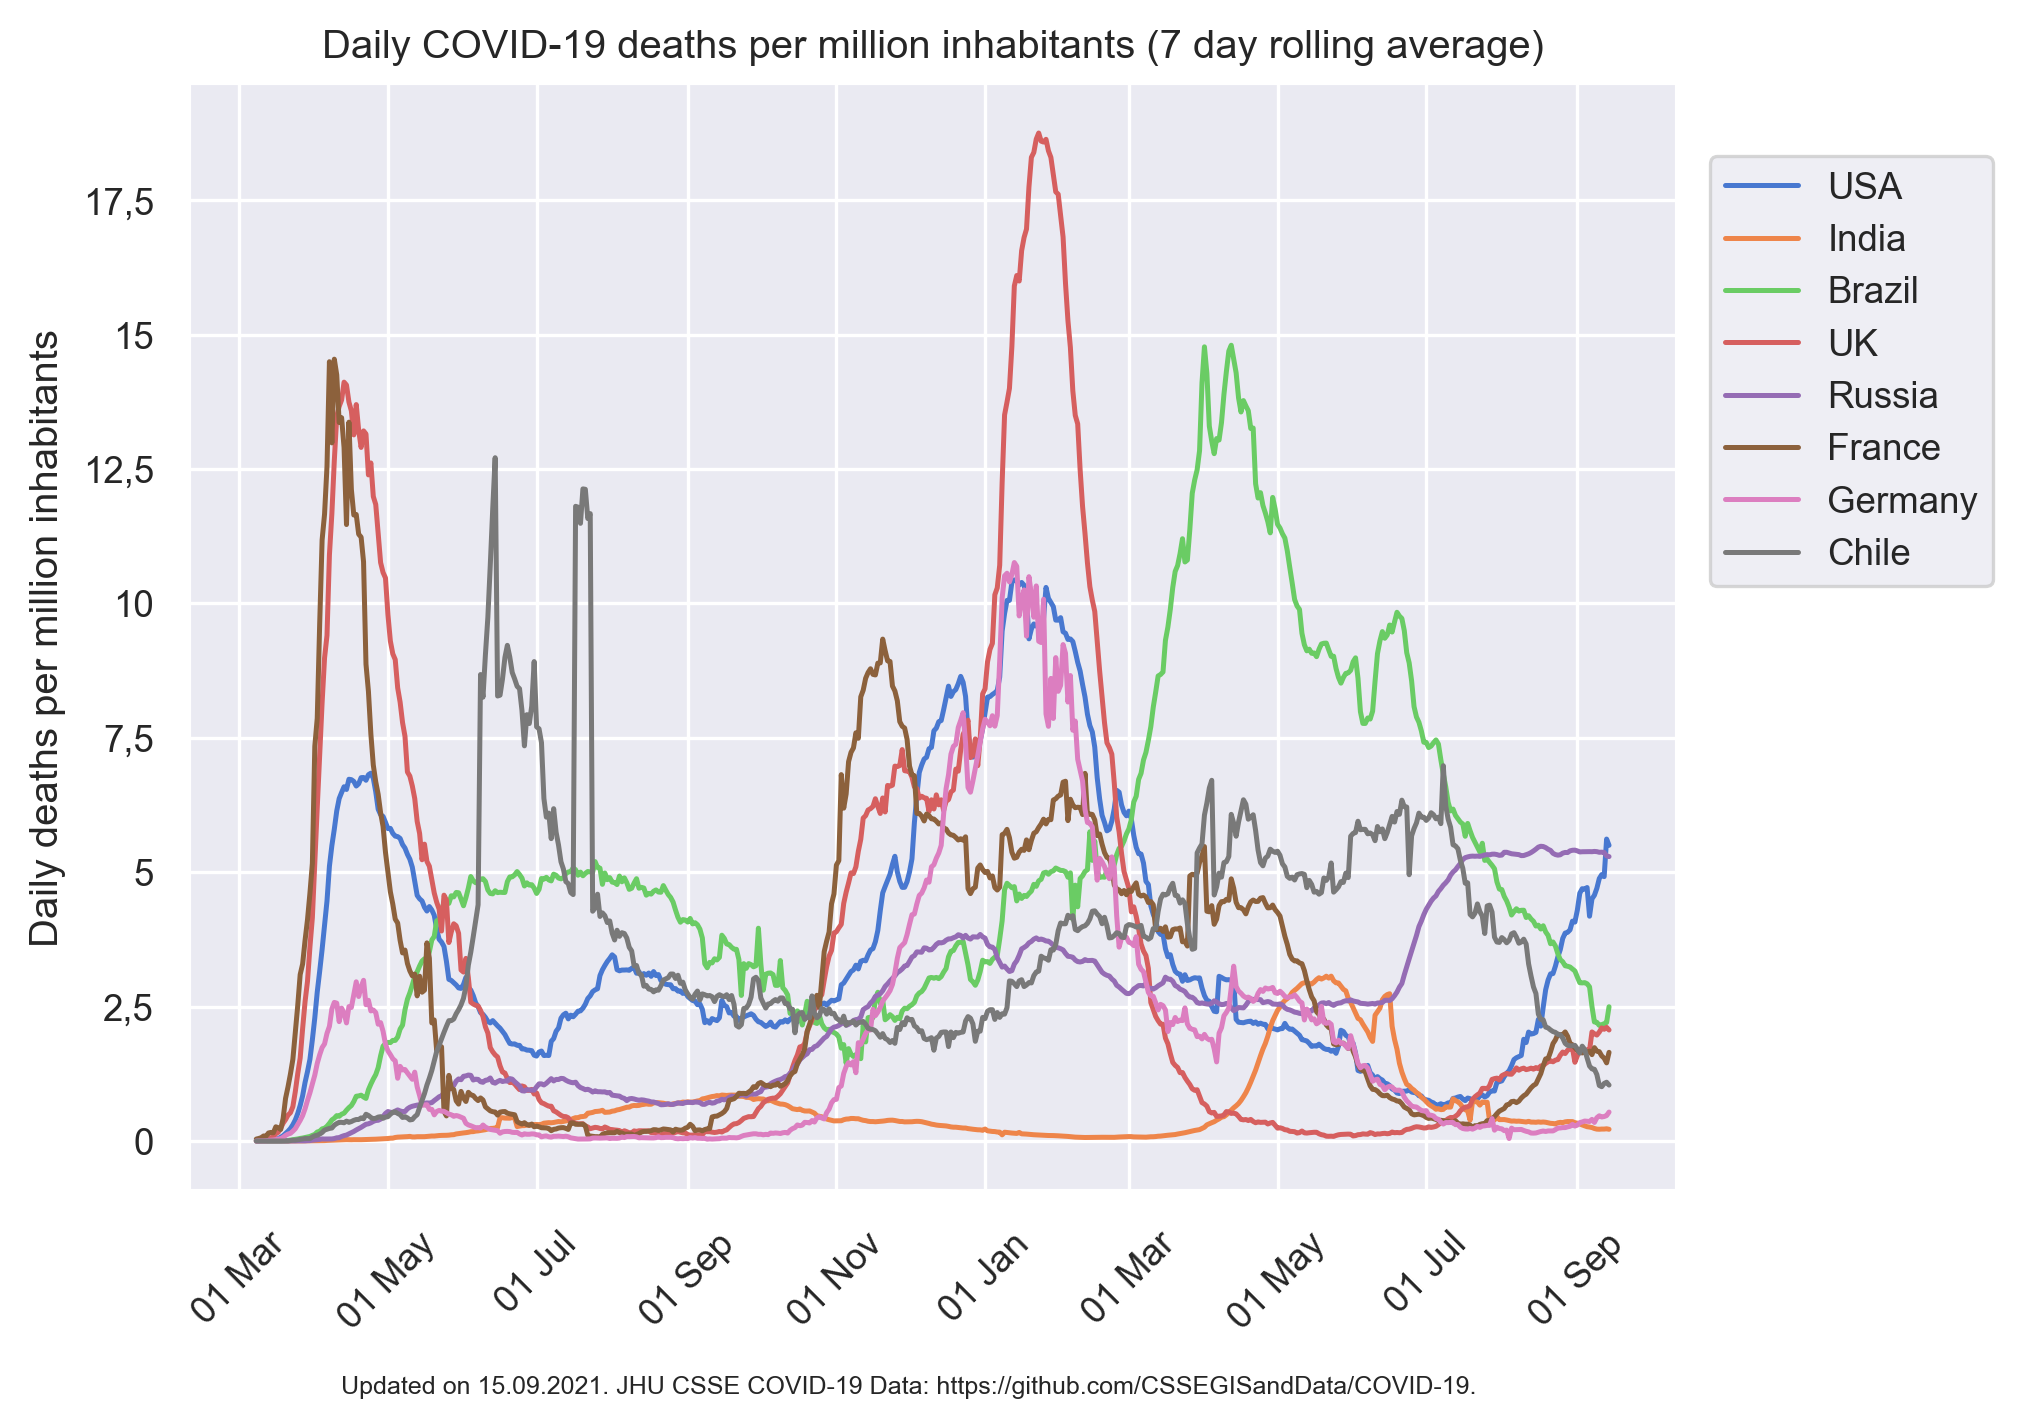 Daily COVID-19 deaths per million inhabitants (7 day rolling average)
Daily deaths per million inhabitants
17,5
15
12,5
10
7,5
5
2,5
0
01 Mar
01 May
01 Jul
01 Sep
01 Nov
01 Jan
01 Mar
01 May
01 Jul
01 Sep
USA
India
Brazil
UK
Russia
France
Germany
Chile
Updated on 15.09.2021. JHU CSSE COVID-19 Data: https://github.com/CSSEGISandData/COVID-19.